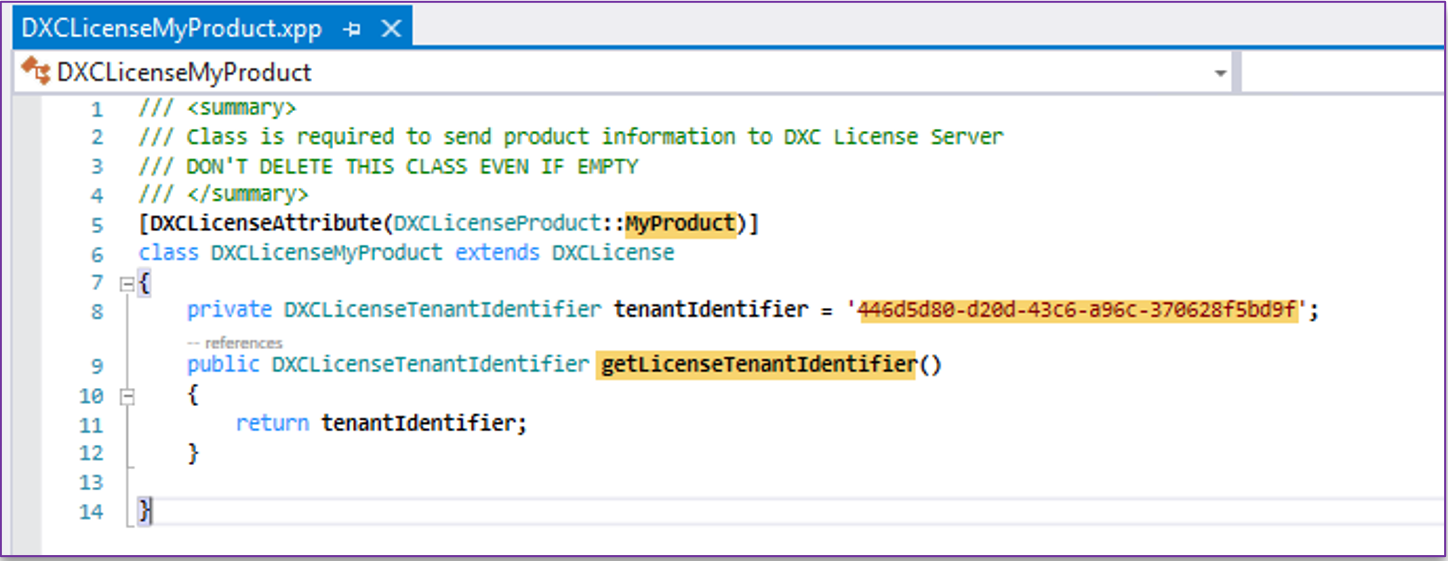 DXCLicenseMyProduct.xpp
DXCLicenseMyProduct
1 /// <summary>
2 /// Class is required to send product information to DXC License Server
3 /// DON'T DELETE THIS CLASS EVEN IF EMPTY
4 /// </summary>
5 [DXCLicenseAttribute(DXCLicenseProduct::MyProduct)]
6 class DXCLicenseMyProduct extends DXCLicense
7 {
8 private DXCLicenseTenantIdentifier tenantIdentifier = '446d5d80-d20d-43c6-a96c-370628f5bd9f';
-- references
9 public DXCLicenseTenantIdentifier getLicenseTenantIdentifier()
10 {
11 return tenantIdentifier;
12 }
13
14 }